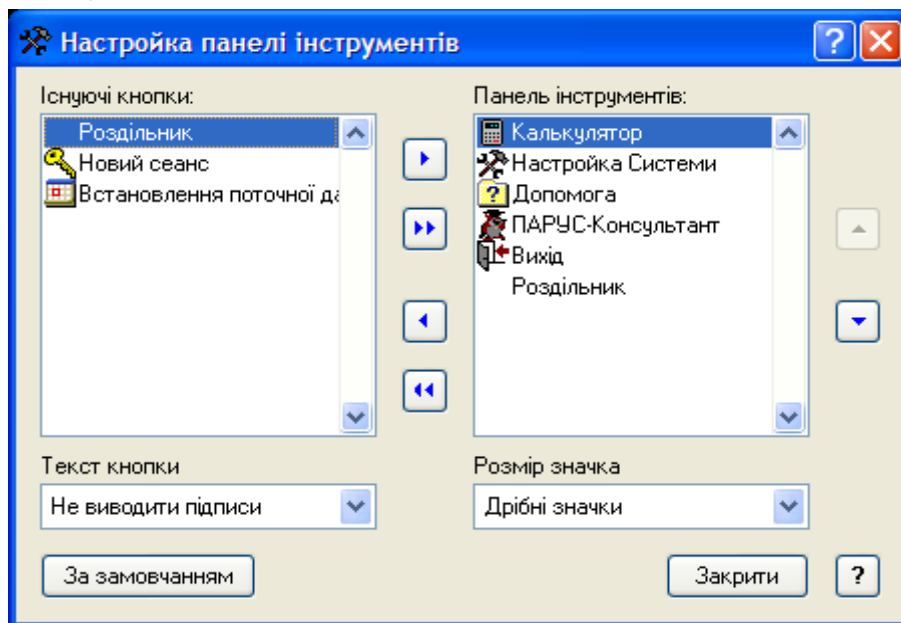 Настройка панелі інструментів
Існуючі кнопки:
Роздільник
Новий сеанс
Встановлення поточної да
Панель інструментів:
Калькулятор
Настройка Системи
Допомога
ПАРУС-Консультант
Вихід
Роздільник
Текст кнопки
Не виводити підписи
Розмір значка
Дрібні значки
За замовчанням
Закрити
?